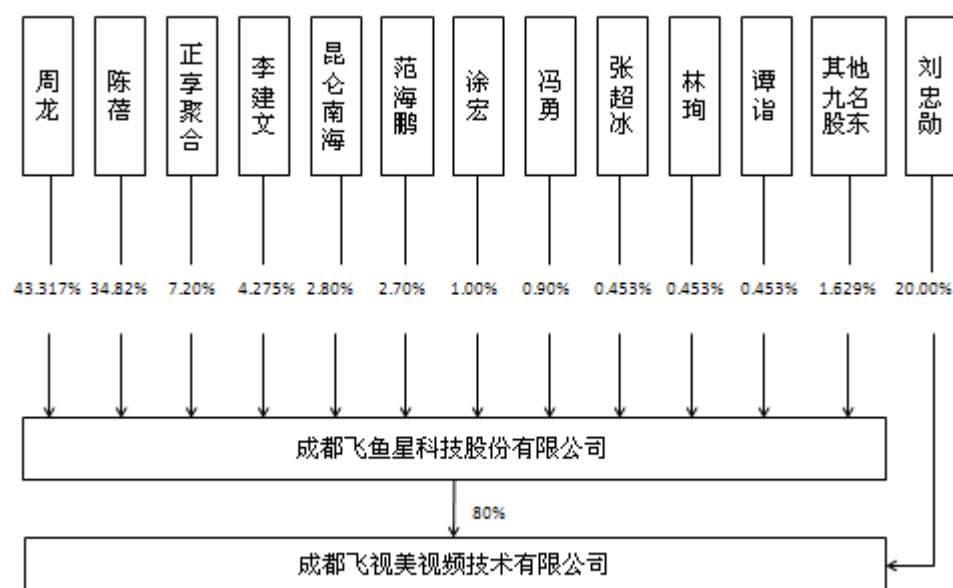 周龙
陈蓓
正享聚合
李建文
昆仑南海
范海鹏
徐宏
冯勇
张超冰
林珣
谭诣
其他
九名
股东
刘忠勋
43.317%
34.82%
7.20%
4.275%
2.80%
2.70%
1.00%
0.90%
0.453%
0.453%
0.453%
1.629%
20.00%
成都飞鱼星科技股份有限公司
80%
成都飞视美视频技术有限公司